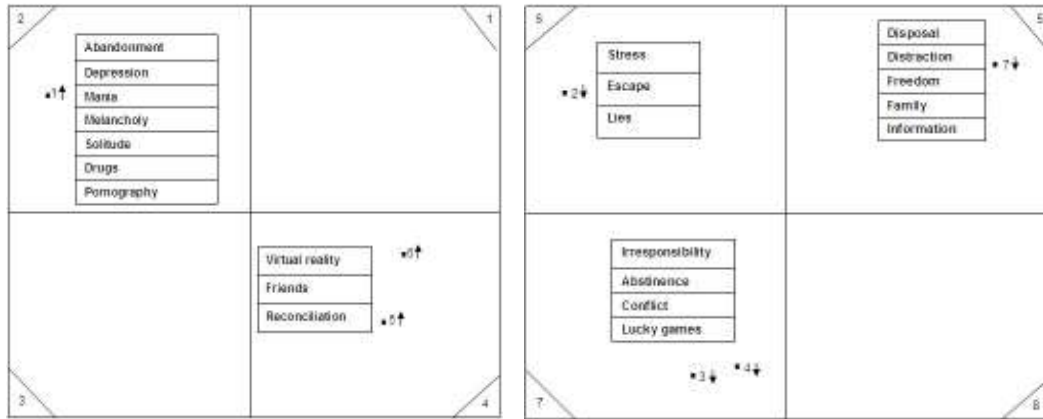 2
1
Abandonment
Depression
Mania
Melancholy
Solitude
Drugs
Pornography
1
Virtual reality
Friends
Reconciliation
6
5
3
4
5
Stress
Escape
Lies
2
Disposal
Distraction
Freedom
Family
Information
7
Irresponsibility
Abstinence
Conflict
Lucky games
3
4
7
8